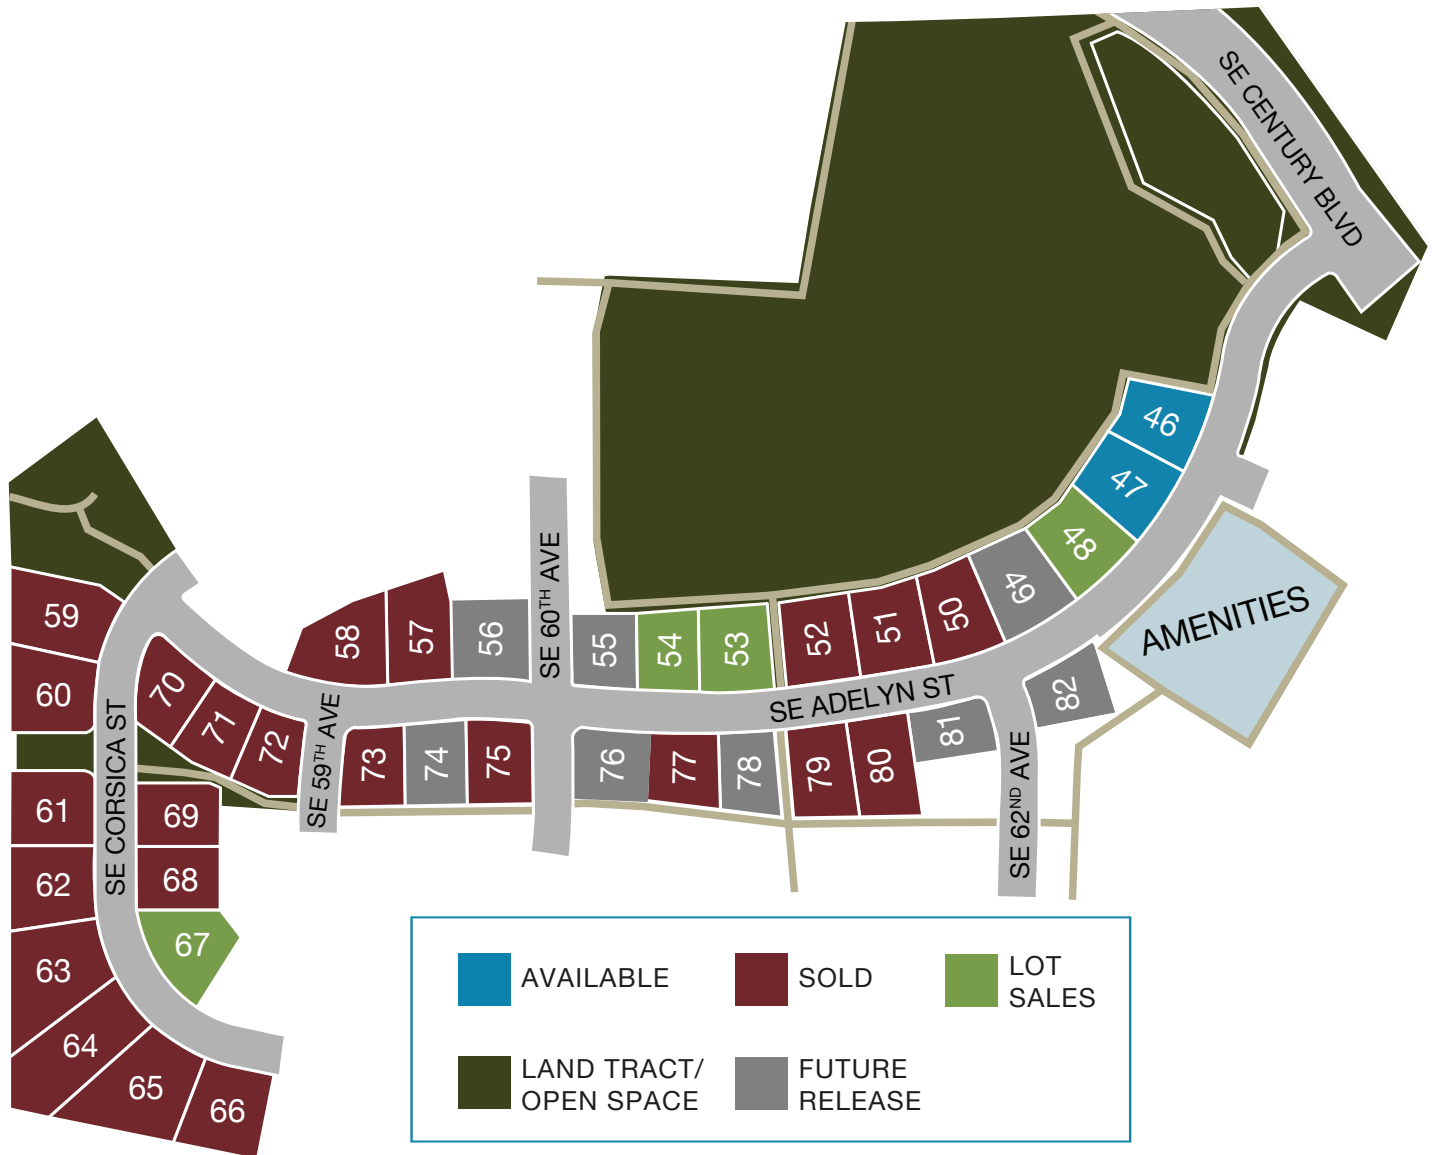 SE CENTURY BLVD
46
47
48
49
50
51
52
53
54
55
56
57
58
SE 60TH AVE
AMENITIES
SE ADELYN ST
59
60
61
62
63
64
65
66
67
68
69
70
71
72
SE CORSICA ST
SE 59TH AVE
73
74
75
76
77
78
79
80
81
82
SE 62ND AVE
AVAILABLE
SOLD
LOT
SALES
LAND TRACT/
OPEN SPACE
FUTURE
RELEASE